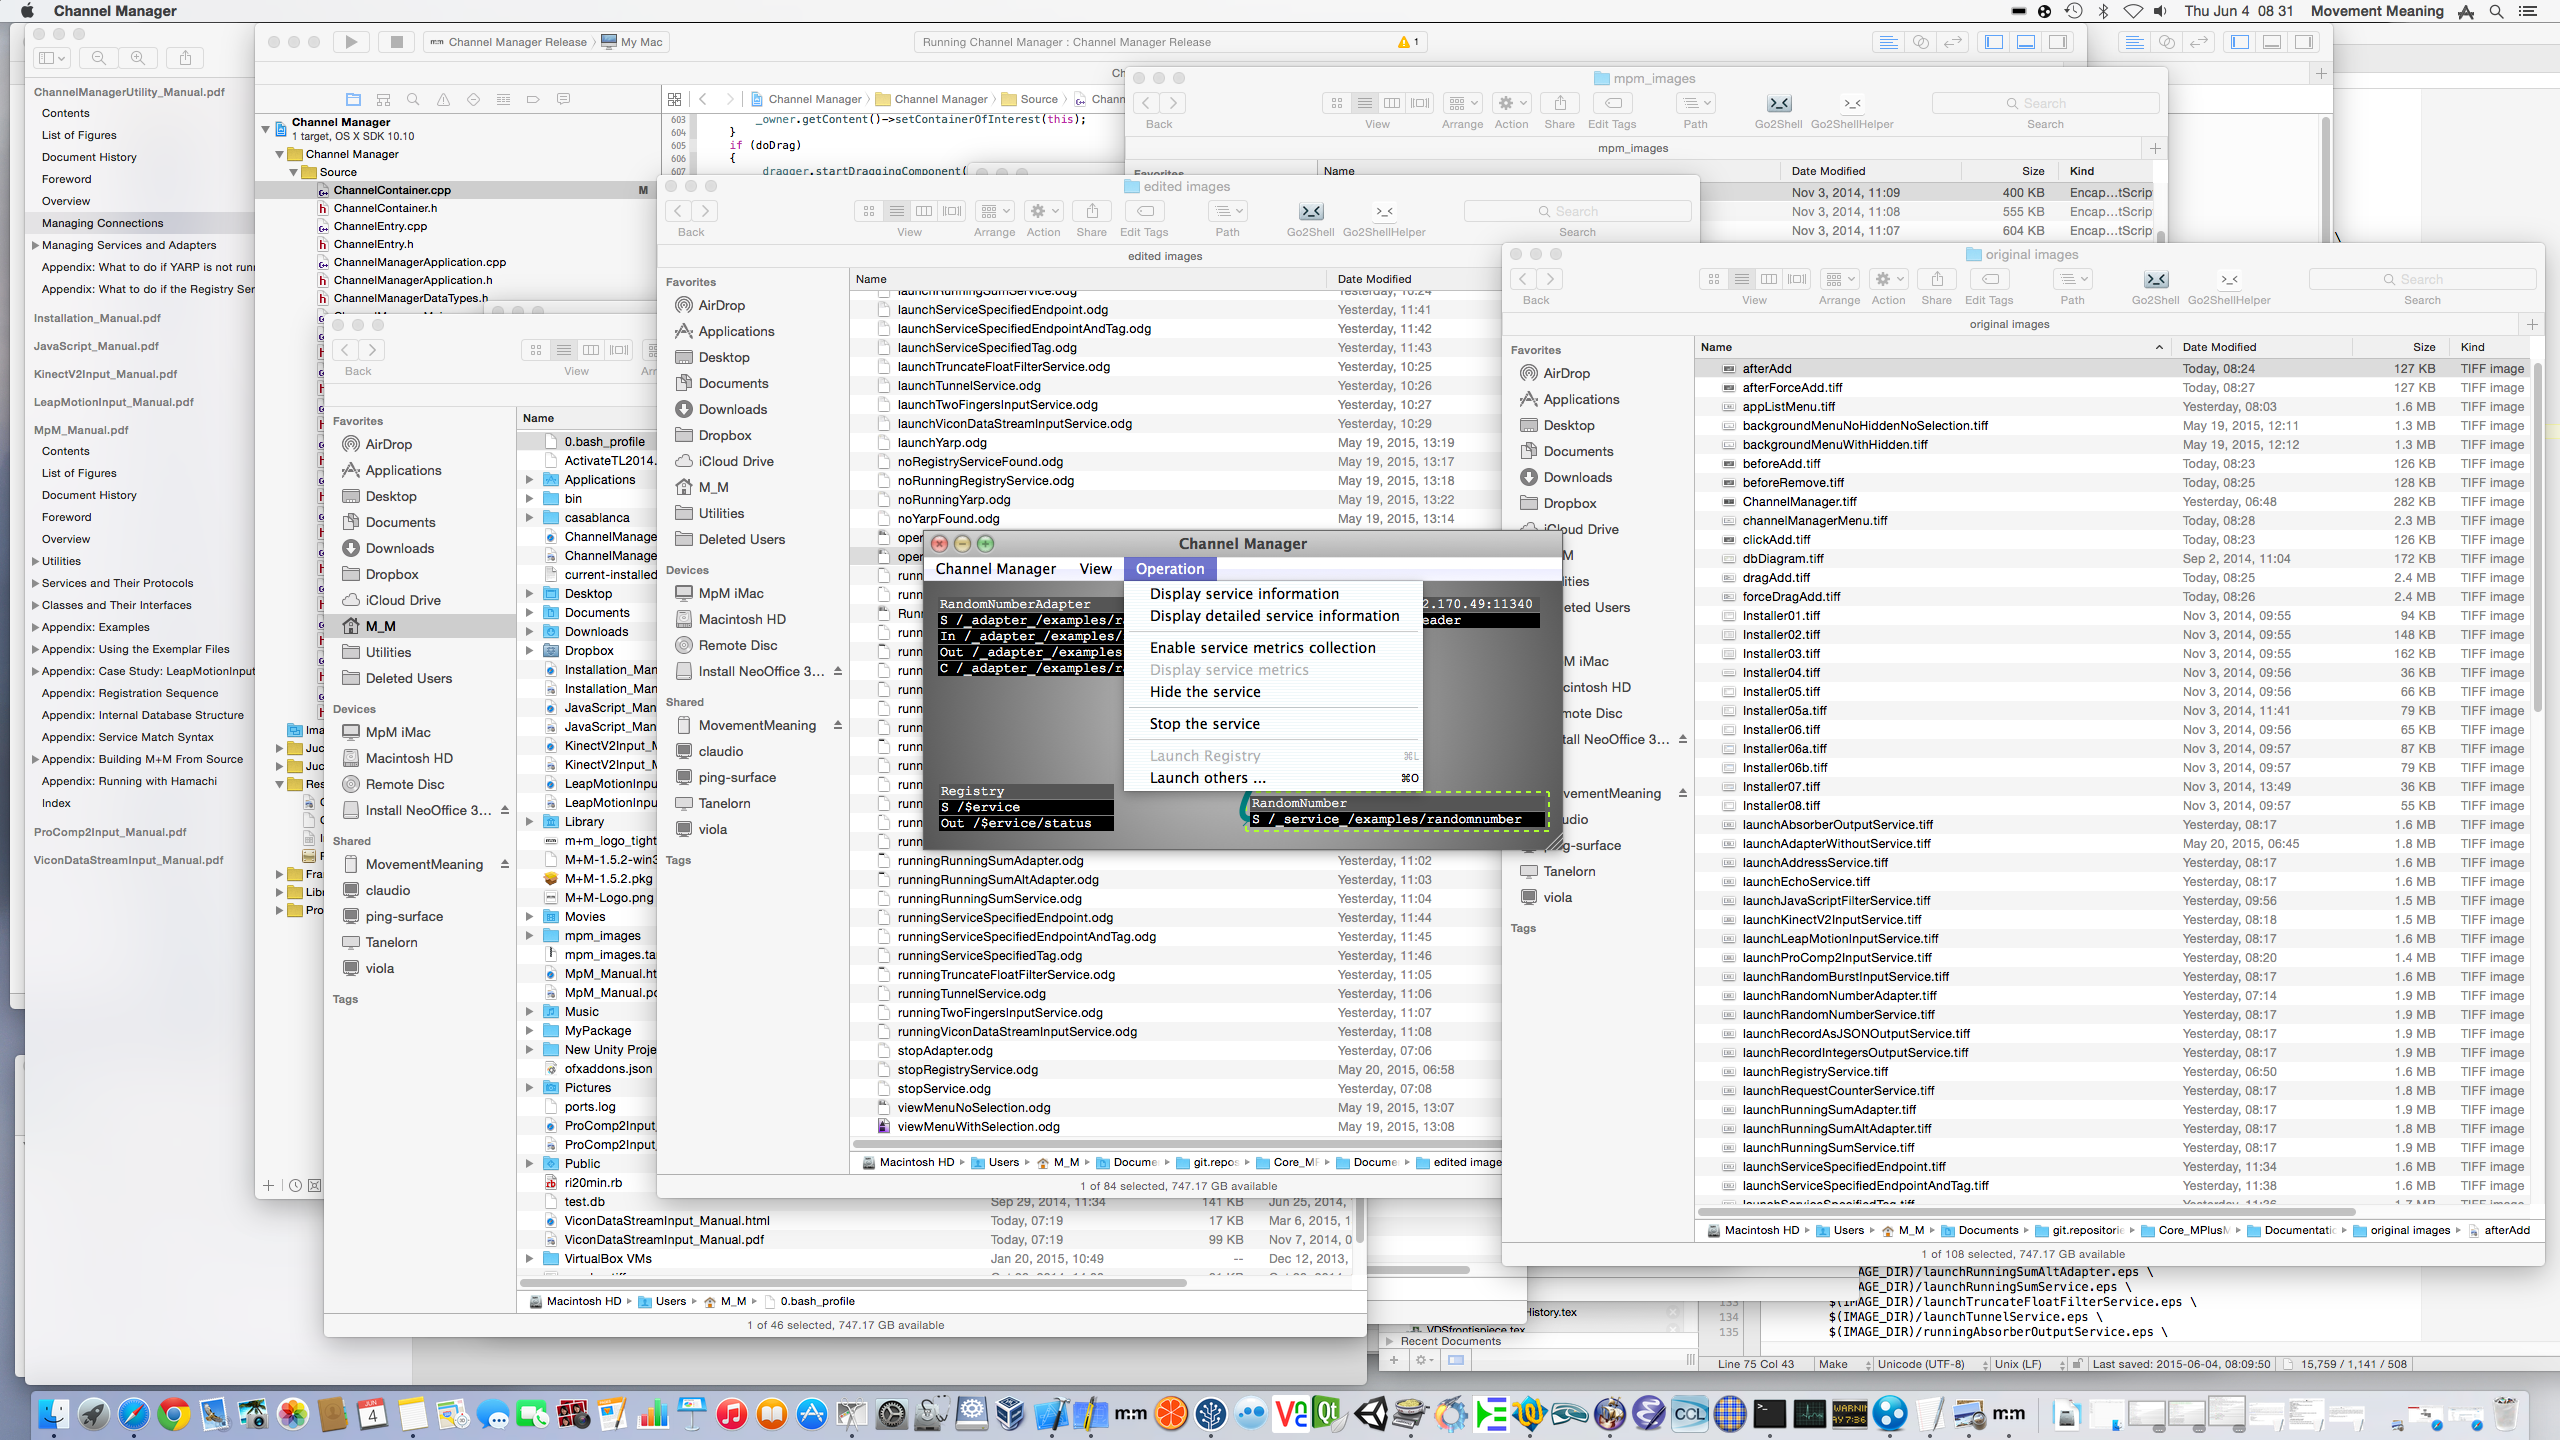 Channel Manager
Thu Jun 4 08 31 Movement Meaning
Channel Manager Release
My Mac
Running Channel Manager : Channel Manager Release
1
ChannelManagerUtility_Manual.pdf
Contents
List of Figures
Document History
Foreword
Overview
Managing Connections
Managing Services and Adapters
Appendix: What to do if YARP is not
Appendix: What to do if the Registry Ser
Installation_Manual.pdf
JavaScript_Manual.pdf
KinectV2Input_Manual.pdf
LeapMotionInput_Manual.pdf
MpM_Manual.pdf
Contents
List of Figures
Document History
Foreword
Overview
Utilities
Services and Their Protocols
Classes and Their Interfaces
Appendix: Examples
Appendix: Using the Exemplar Files
Appendix: Case Study: LeapMotionInput
Appendix: Registration Sequence
Appendix: Internal Database Structure
Appendix: Service Match Syntax
Appendix: Building M+M From Source
Appendix: Running with Hamachi
Index
ProComp2Input_Manual.pdf
ViconDataStreamInput_Manual.pdf
Channel Manager
1 target, OS X SDK 10.10
Channel Manager
Source
ChannelContainer.cpp M
ChannelContainer.h
ChannelEntry.cpp
ChannelEntry.h
ChannelManagerApplication.cpp
ChannelManagerApplication.h
ChannelManagerDataTypes.h
Channel Manager Channel Manager Source Chann
603 _owner.getContent()->setContainerOfInterest(this);
604 }
605 if (doDrag)
606 {
607 dragger.startDraggingComponent(
mpm_images
Back View Arrange Action Share Edit Tags Path Go2Shell Go2ShellHelper Search
mpm_images
Name Date Modified Size Kind
Nov 3, 2014, 11:09 400 KB Encap...tScrip
Nov 3, 2014, 11:08 555 KB Encap...tScrip
Nov 3, 2014, 11:07 604 KB Encap...tScrip
edited images
Back View Arrange Action Share Edit Tags Path Go2Shell Go2ShellHelper Search
edited images
Favorites
AirDrop
Applications
Desktop
Documents
Downloads
Dropbox
iCloud Drive
M_M
Utilities
Deleted Users
Devices
MpM iMac
Macintosh HD
Remote Disc
Install NeoOffice 3...
Shared
MovementMeaning
claudio
ping-surface
Tanelorn
viola
Tags
Name Date Modified
launchRunningSumService.odg Yesterday, 10:24
launchServiceSpecifiedEndpoint.odg Yesterday, 11:41
launchServiceSpecifiedEndpointAndTag.odg Yesterday, 11:42
launchServiceSpecifiedTag.odg Yesterday, 11:43
launchTruncateFloatFilterService.odg Yesterday, 10:25
launchTunnelService.odg Yesterday, 10:26
launchTwoFingersInputService.odg Yesterday, 10:27
launchViconDataStreamInputService.odg Yesterday, 10:29
launchYarp.odg May 19, 2015, 13:19
noRegistryServiceFound.odg May 19, 2015, 13:17
noRunningRegistryService.odg May 19, 2015, 13:18
noRunningYarp.odg May 19, 2015, 13:22
noYarpFound.odg May 19, 2015, 13:14
runningRunningSumAdapter.odg Yesterday, 11:02
runningRunningSumAltAdapter.odg Yesterday, 11:03
runningRunningSumService.odg Yesterday, 11:04
runningServiceSpecifiedEndpoint.odg Yesterday, 11:44
runningServiceSpecifiedEndpointAndTag.odg Yesterday, 11:45
runningServiceSpecifiedTag.odg Yesterday, 11:46
runningTruncateFloatFilterService.odg Yesterday, 11:05
runningTunnelService.odg Yesterday, 11:06
runningTwoFingersInputService.odg Yesterday, 11:07
runningViconDataStreamInputService.odg Yesterday, 11:08
stopAdapter.odg Yesterday, 07:06
stopRegistryService.odg May 20, 2015, 06:58
stopService.odg Yesterday, 07:08
viewMenuNoSelection.odg May 19, 2015, 13:07
viewMenuWithSelection.odg May 19, 2015, 13:08
Macintosh HD Users M_M Docume git.repos Core_MF Docume edited image
1 of 84 selected, 747.17 GB available
Channel Manager
Channel Manager View Operation
Display service information
Display detailed service information
Enable service metrics collection
Display service metrics
Hide the service
Stop the service
Launch Registry ⌘L
Launch others ... ⌘O
RandomNumberAdapter 2.170.49:11340
S /_adapter_/examples/ra eader
In /_adapter_/examples/
Out /_adapter_/examples
C /_adapter_/examples/ra
Registry
S /$ervice
Out /$ervice/status
RandomNumber
S /_service_/examples/randomnumber
original images
Back View Arrange Action Share Edit Tags Path Go2Shell Go2ShellHelper Search
original images
Favorites
AirDrop
Applications
Desktop
Documents
Downloads
Dropbox
iCloud Drive
Tanelorn
viola
Tags
Name Date Modified Size Kind
afterAdd Today, 08:24 127 KB TIFF image
afterForceAdd.tiff Today, 08:27 127 KB TIFF image
appListMenu.tiff Yesterday, 08:03 1.6 MB TIFF image
backgroundMenuNoHiddenNoSelection.tiff May 19, 2015, 12:11 1.3 MB TIFF image
backgroundMenuWithHidden.tiff May 19, 2015, 12:12 1.3 MB TIFF image
beforeAdd.tiff Today, 08:23 126 KB TIFF image
beforeRemove.tiff Today, 08:25 128 KB TIFF image
ChannelManager.tiff Yesterday, 06:48 282 KB TIFF image
channelManagerMenu.tiff Today, 08:28 2.3 MB TIFF image
clickAdd.tiff Today, 08:23 126 KB TIFF image
dbDiagram.tiff Sep 2, 2014, 11:04 172 KB TIFF image
dragAdd.tiff Today, 08:25 2.4 MB TIFF image
forceDragAdd.tiff Today, 08:26 2.4 MB TIFF image
Installer01.tiff Nov 3, 2014, 09:55 94 KB TIFF image
Installer02.tiff Nov 3, 2014, 09:55 148 KB TIFF image
Installer03.tiff Nov 3, 2014, 09:55 162 KB TIFF image
Installer04.tiff Nov 3, 2014, 09:56 36 KB TIFF image
Installer05.tiff Nov 3, 2014, 09:56 66 KB TIFF image
Installer05a.tiff Nov 3, 2014, 11:41 79 KB TIFF image
Installer06.tiff Nov 3, 2014, 09:56 65 KB TIFF image
Installer06a.tiff Nov 3, 2014, 09:57 87 KB TIFF image
Installer06b.tiff Nov 3, 2014, 09:57 79 KB TIFF image
Installer07.tiff Nov 3, 2014, 13:49 36 KB TIFF image
Installer08.tiff Nov 3, 2014, 09:57 55 KB TIFF image
launchAbsorberOutputService.tiff Yesterday, 08:17 1.6 MB TIFF image
launchAdapterWithoutService.tiff May 20, 2015, 06:45 1.8 MB TIFF image
launchAddressService.tiff Yesterday, 08:17 1.6 MB TIFF image
launchEchoService.tiff Yesterday, 08:17 1.6 MB TIFF image
launchJavaScriptFilterService.tiff Yesterday, 09:56 1.5 MB TIFF image
launchKinectV2InputService.tiff Yesterday, 08:18 1.6 MB TIFF image
launchLeapMotionInputService.tiff Yesterday, 08:17 1.6 MB TIFF image
launchProComp2InputService.tiff Yesterday, 08:20 1.4 MB TIFF image
launchRandomBurstInputService.tiff Yesterday, 08:17 1.6 MB TIFF image
launchRandomNumberAdapter.tiff Yesterday, 07:14 1.9 MB TIFF image
launchRandomNumberService.tiff Yesterday, 08:17 1.9 MB TIFF image
launchRecordAsJSONOutputService.tiff Yesterday, 08:17 1.9 MB TIFF image
launchRecordIntegersOutputService.tiff Yesterday, 08:17 1.9 MB TIFF image
launchRegistryService.tiff Yesterday, 06:50 1.6 MB TIFF image
launchRequestCounterService.tiff Yesterday, 08:17 1.8 MB TIFF image
launchRunningSumAdapter.tiff Yesterday, 08:17 1.9 MB TIFF image
launchRunningSumAltAdapter.tiff Yesterday, 08:17 1.8 MB TIFF image
launchRunningSumService.tiff Yesterday, 08:17 1.9 MB TIFF image
launchServiceSpecifiedEndpoint.tiff Yesterday, 11:34 1.6 MB TIFF image
launchServiceSpecifiedEndpointAndTag.tiff Yesterday, 11:38 1.6 MB TIFF image
launchServiceSpecifiedTag.tiff Yesterday, 11:36 1.7 MB TIFF image
Macintosh HD Users M_M Documents git.repositorie Core_MPlusM Documentatio original images afterAdd
1 of 108 selected, 747.17 GB available
Back View
Favorites
AirDrop
Applications
Desktop
Documents
Downloads
Dropbox
iCloud Drive
M_M
Utilities
Deleted Users
Devices
MpM iMac
Macintosh HD
Remote Disc
Install NeoOffice 3...
Shared
MovementMeaning
claudio
ping-surface
Tanelorn
viola
Tags
Name
0.bash_profile
ActivateTL2014.
Applications
bin
casablanca
ChannelManage
ChannelManage
current-installed
Desktop
Documents
Downloads
Dropbox
Installation_Man
Installation_Man
JavaScript_Man
JavaScript_Man
KinectV2Input_M
KinectV2Input_M
LeapMotionInput
LeapMotionInput
Library
m+m_logo_tight
M+M-1.5.2-win3
M+M-1.5.2.pkg
M+M-Logo.png
Movies
mpm_images
mpm_images.tar
MpM_Manual.ht
MpM_Manual.pd
Music
MyPackage
New Unity Proje
ofxaddons.json
Pictures
ports.log
ProComp2Input_
ProComp2Input_
Public
ri20min.rb
test.db Sep 29, 2014, 11:34 141 KB Jun 25, 2014,
ViconDataStreamInput_Manual.html Today, 07:19 17 KB Mar 6, 2015, 1
ViconDataStreamInput_Manual.pdf Today, 07:19 99 KB Nov 7, 2014, 0
VirtualBox VMs Jan 20, 2015, 10:49 -- Dec 12, 2013,
Macintosh HD Users M_M 0.bash_profile
1 of 46 selected, 747.17 GB available
History.tex
VDSfrontispiece.tex
Recent Documents
AGE_DIR)/launchRunningSumAltAdapter.eps \
AGE_DIR)/launchRunningSumService.eps \
133 $(IMAGE_DIR)/launchTruncateFloatFilterService.eps \
134 $(IMAGE_DIR)/launchTunnelService.eps \
135 $(IMAGE_DIR)/runningAbsorberOutputService.eps \
Line 75 Col 43 Make Unicode (UTF-8) Unix (LF) Last saved: 2015-06-04, 08:09:50 15,759 / 1,141 / 508